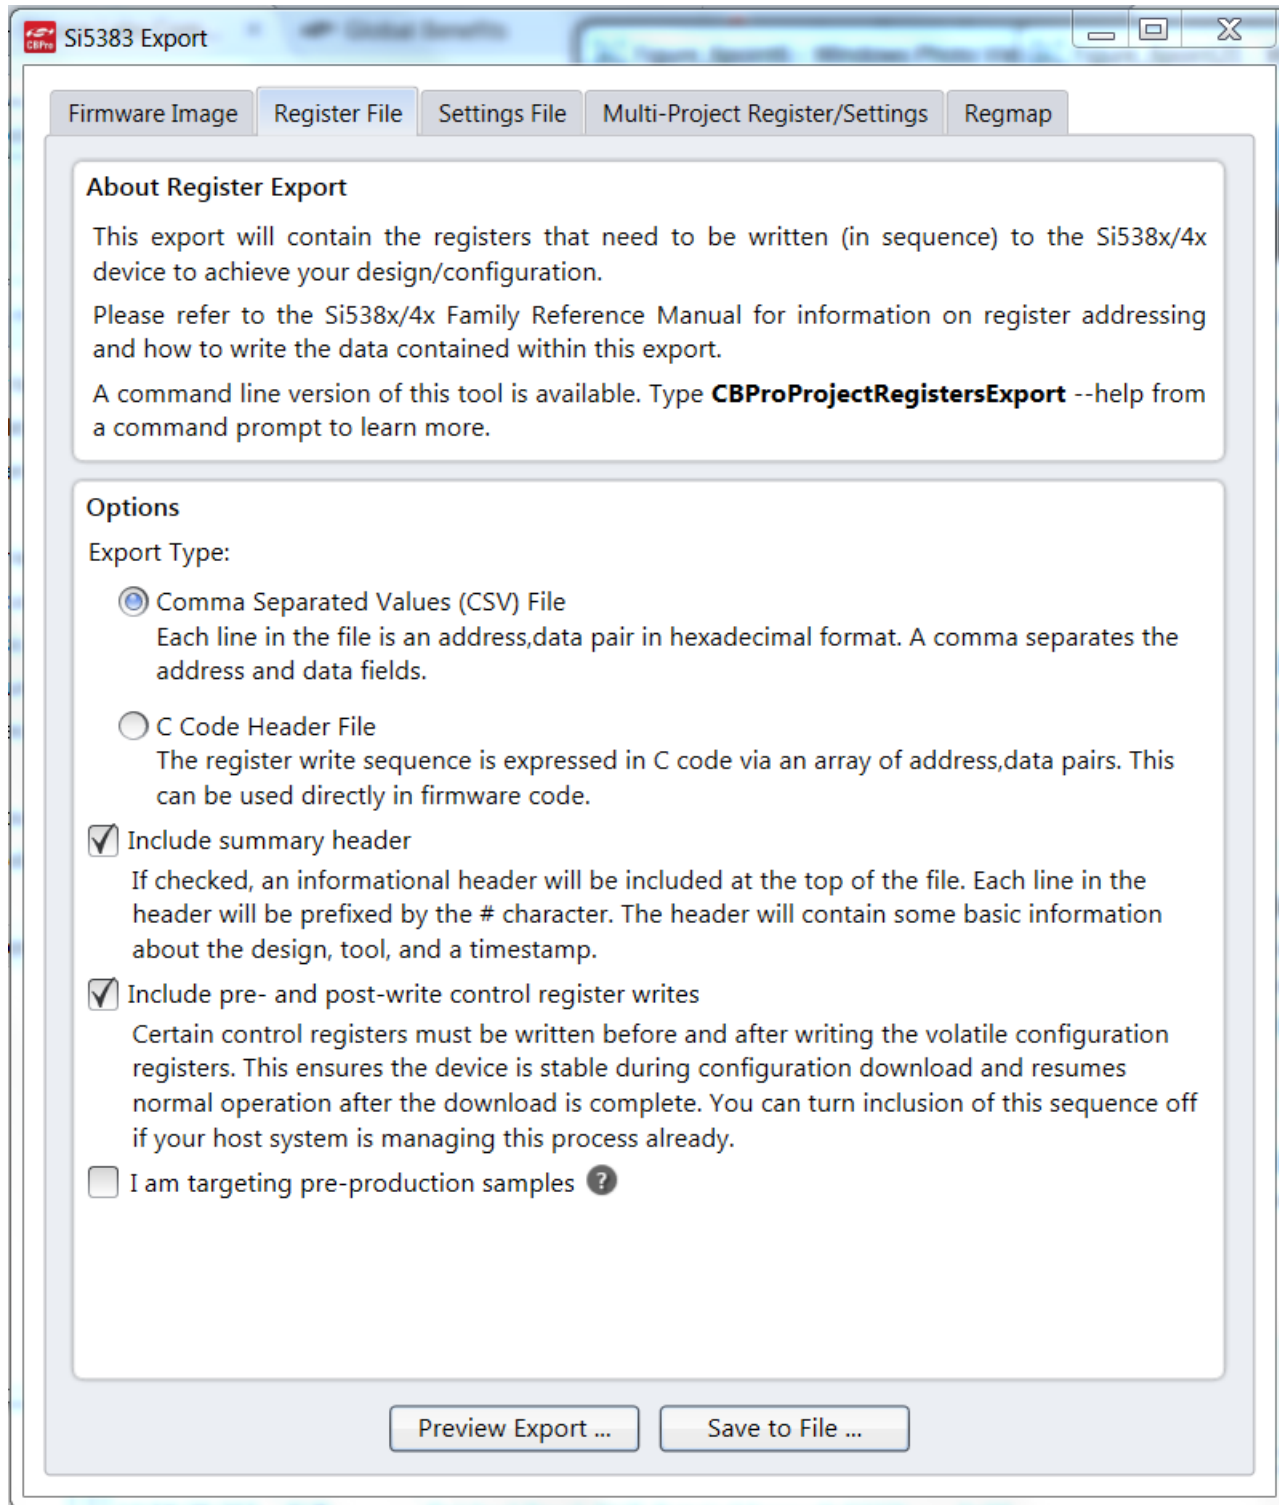 CBPro Si5383 Export
Global Benefits
Firmware Image Register File Settings File Multi-Project Register/Settings Regmap
About Register Export
This export will contain the registers that need to be written (in sequence) to the Si538x/4x
device to achieve your design/configuration.
Please refer to the Si538x/4x Family Reference Manual for information on register addressing
and how to write the data contained within this export.
A command line version of this tool is available. Type CBProProjectRegistersExport --help from
a command prompt to learn more.
Options
Export Type:
Comma Separated Values (CSV) File
Each line in the file is an address,data pair in hexadecimal format. A comma separates the
address and data fields.
C Code Header File
The register write sequence is expressed in C code via an array of address,data pairs. This
can be used directly in firmware code.
Include summary header
If checked, an informational header will be included at the top of the file. Each line in the
header will be prefixed by the # character. The header will contain some basic information
about the design, tool, and a timestamp.
Include pre- and post-write control register writes
Certain control registers must be written before and after writing the volatile configuration
registers. This ensures the device is stable during configuration download and resumes
normal operation after the download is complete. You can turn inclusion of this sequence off
if your host system is managing this process already.
I am targeting pre-production samples ?
Preview Export ... Save to File ...